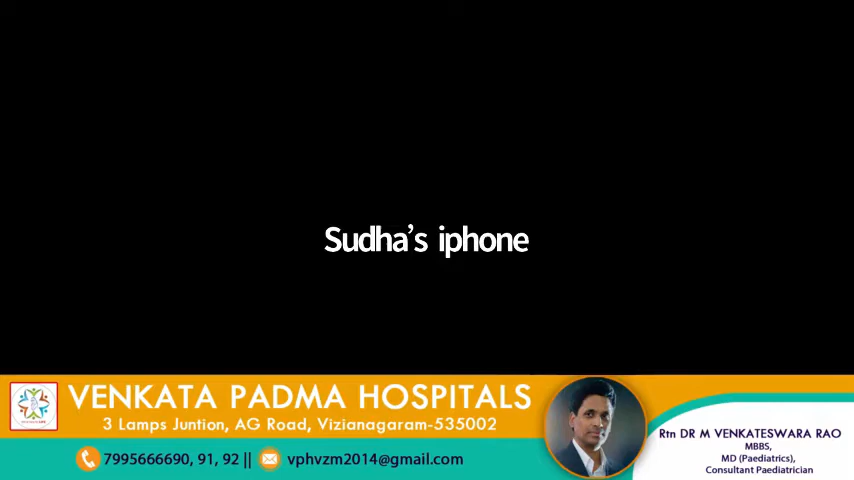 Sudha's iphone
VENKATA PADMA HOSPITALS
3 Lamps Juntion, AG Road, Vizianagaram-535002
7995666690, 91, 92 || vphvzm2014@gmail.com
Rtn DR M VENKATESWARA RAO
MBBS,
MD (Paediatrics),
Consultant Paediatrician